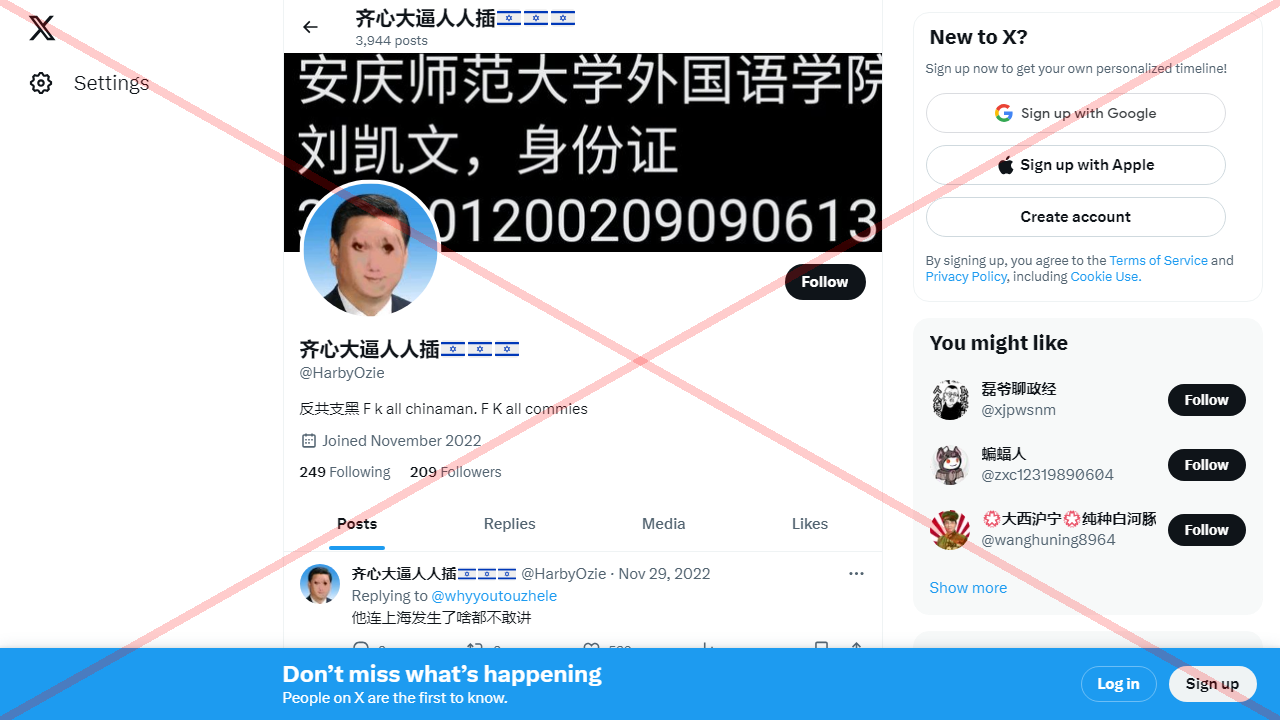 齐心大逼人人插🇮🇱🇮🇱🇮🇱
3,944 posts
Settings
安庆师范大学外国语学院
刘凯文，身份证
01200209090613
Follow
齐心大逼人人插🇮🇱🇮🇱🇮🇱
@HarbyOzie
反共支黑 F k all chinaman. F K all commies
Joined November 2022
249 Following 209 Followers
Posts Replies Media Likes
齐心大逼人人插🇮🇱🇮🇱🇮🇱 @HarbyOzie · Nov 29, 2022
Replying to @whyyoutouzhele
他连上海发生了啥都不敢讲
New to X?
Sign up now to get your own personalized timeline!
Sign up with Google
Sign up with Apple
Create account
By signing up, you agree to the Terms of Service and
Privacy Policy, including Cookie Use.
You might like
磊爷聊政经
@xjpwsnm
Follow
蝙蝠人
@zxc12319890604
Follow
💮大西沪宁💮纯种白河豚
@wanghuning8964
Follow
Show more
Don’t miss what’s happening
People on X are the first to know.
Log in
Sign up